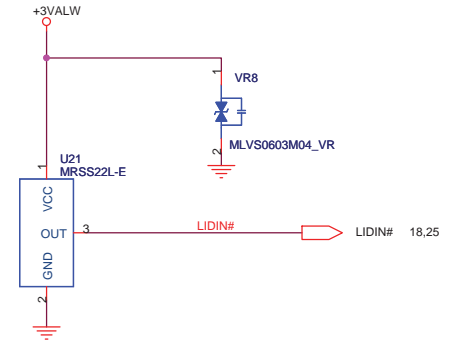 +3VALW
1
VR8
MLVS0603M04_VR
2
U21
MRSS22L-E
1
VCC
OUT
3
LIDIN#
LIDIN# 18,25
GND
2